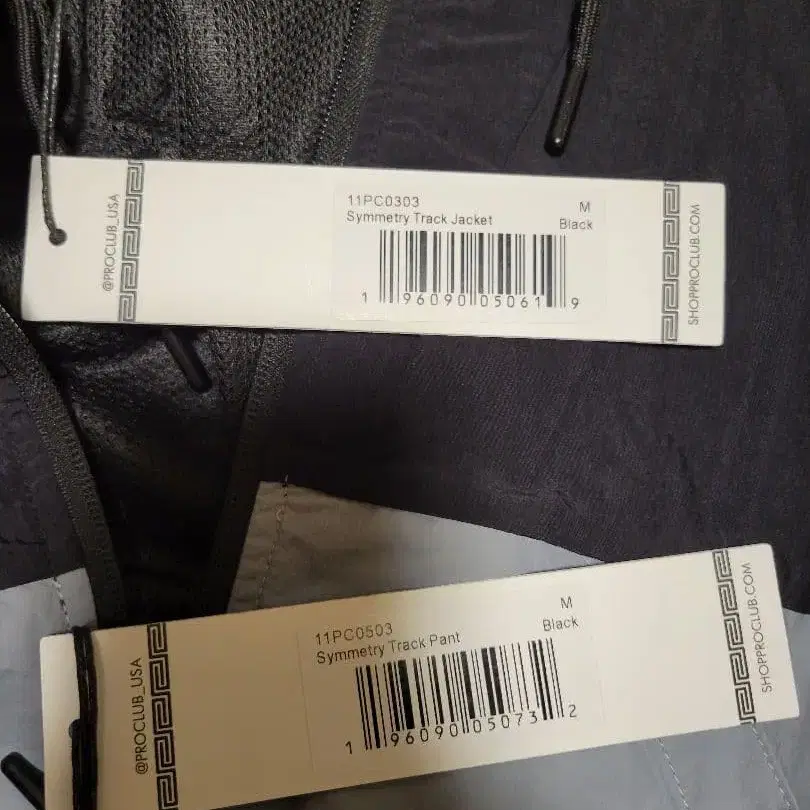 @PROCLUB_USA
11PC0303 M
Symmetry Track Jacket Black
1 96090 05061 9
SHOPPROCLUB.COM
@PROCLUB_USA
11PC0503 M
Symmetry Track Pant Black
1 96090 05073 2
SHOPPROCLUB.COM